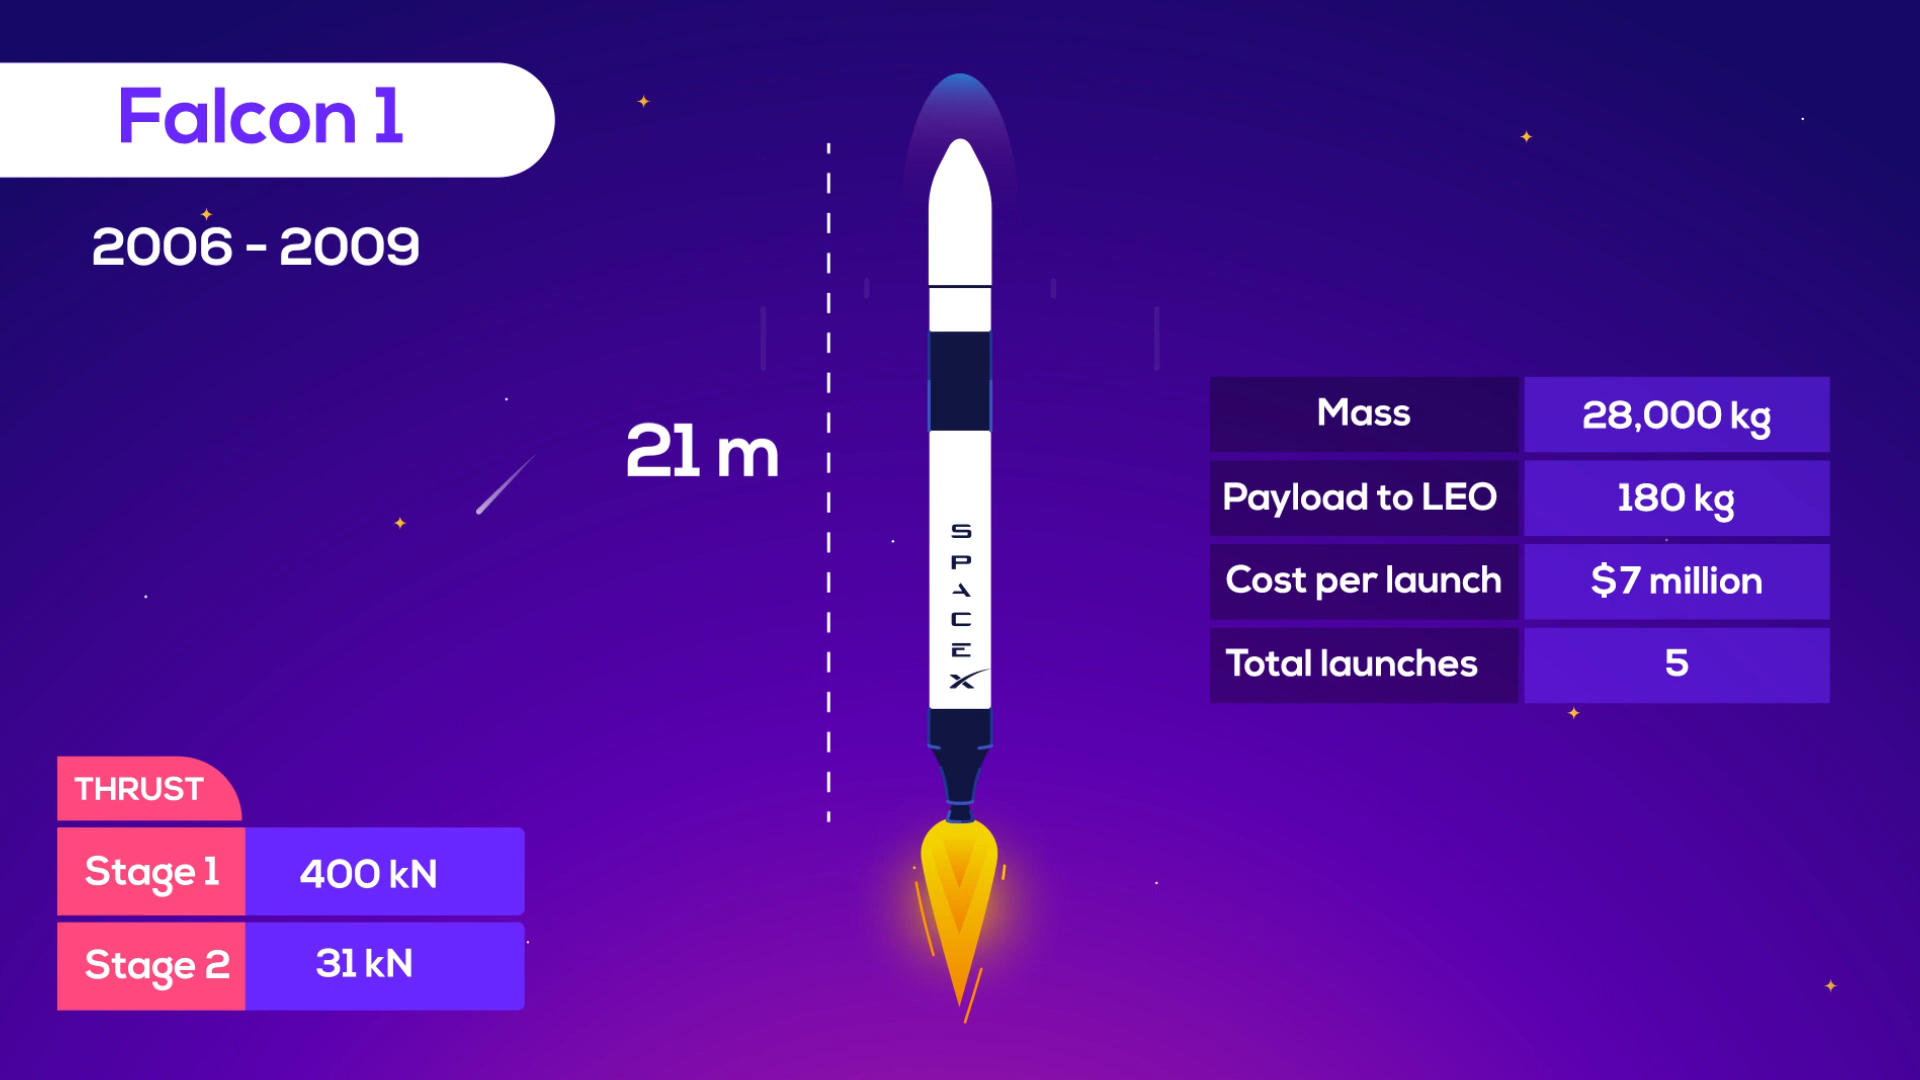 Falcon 1
2006 - 2009
21 m
SPACEX
Mass 28,000 kg
Payload to LEO 180 kg
Cost per launch $7 million
Total launches 5
THRUST
Stage 1 400 kN
Stage 2 31 kN